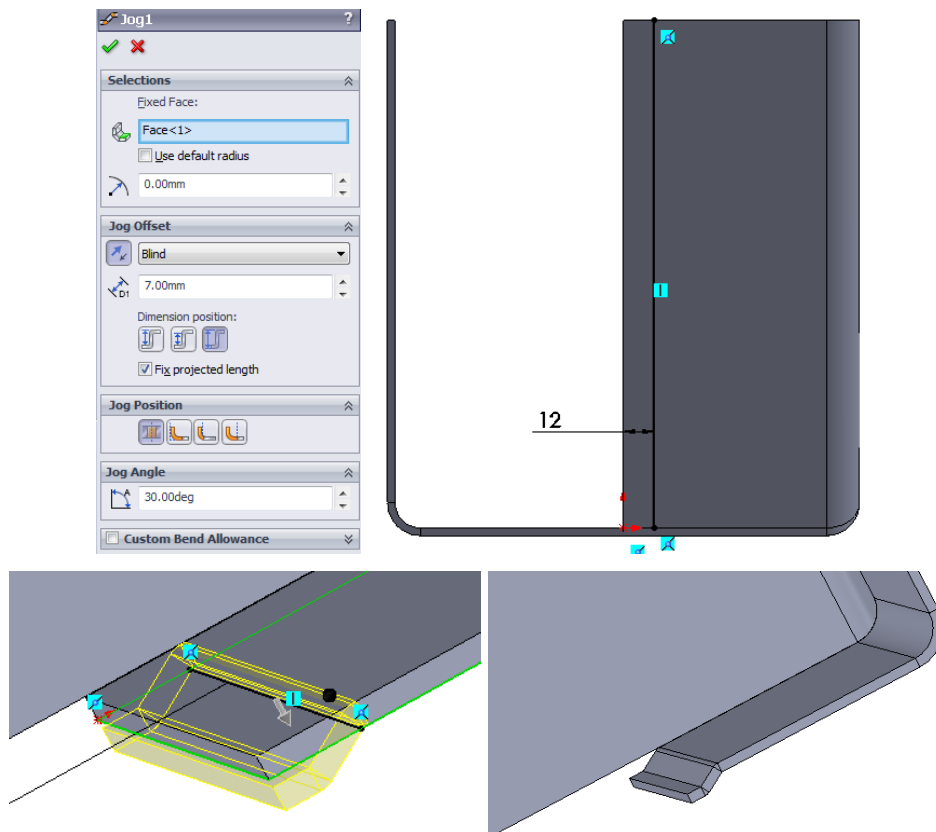 Jog1 ?
Selections
Fixed Face:
Face<1>
Use default radius
0.00mm
Jog Offset
Blind
D1
7.00mm
Dimension position:
Fix projected length
Jog Position
Jog Angle
A
30.00deg
Custom Bend Allowance
12